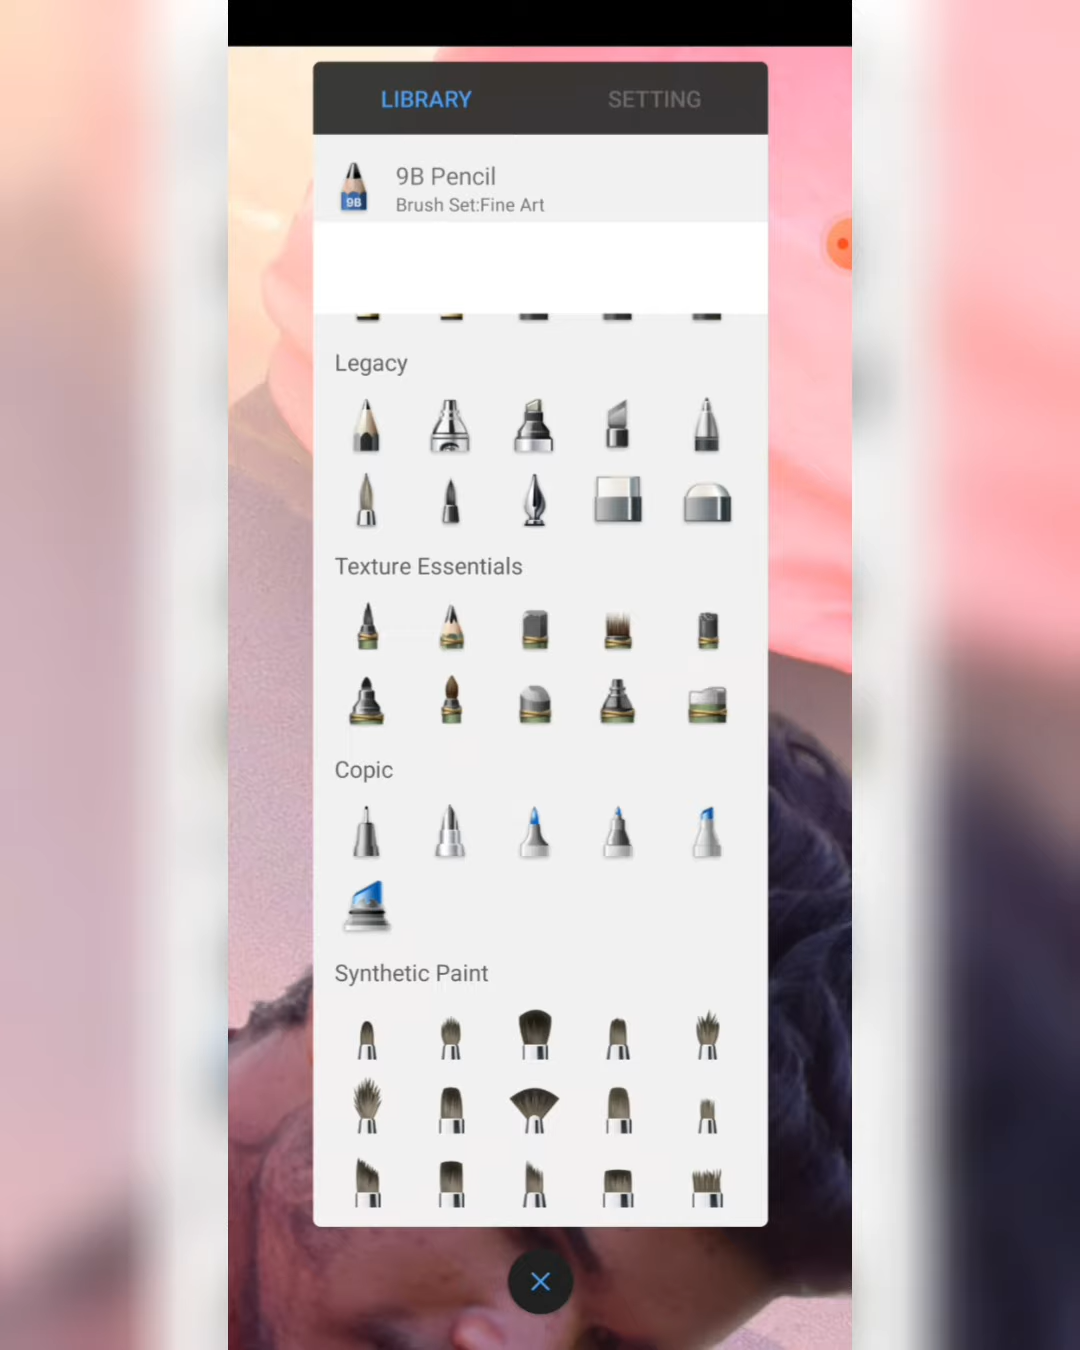 LIBRARY
SETTING
9B Pencil
Brush Set:Fine Art
9B
Legacy
Texture Essentials
Copic
Synthetic Paint